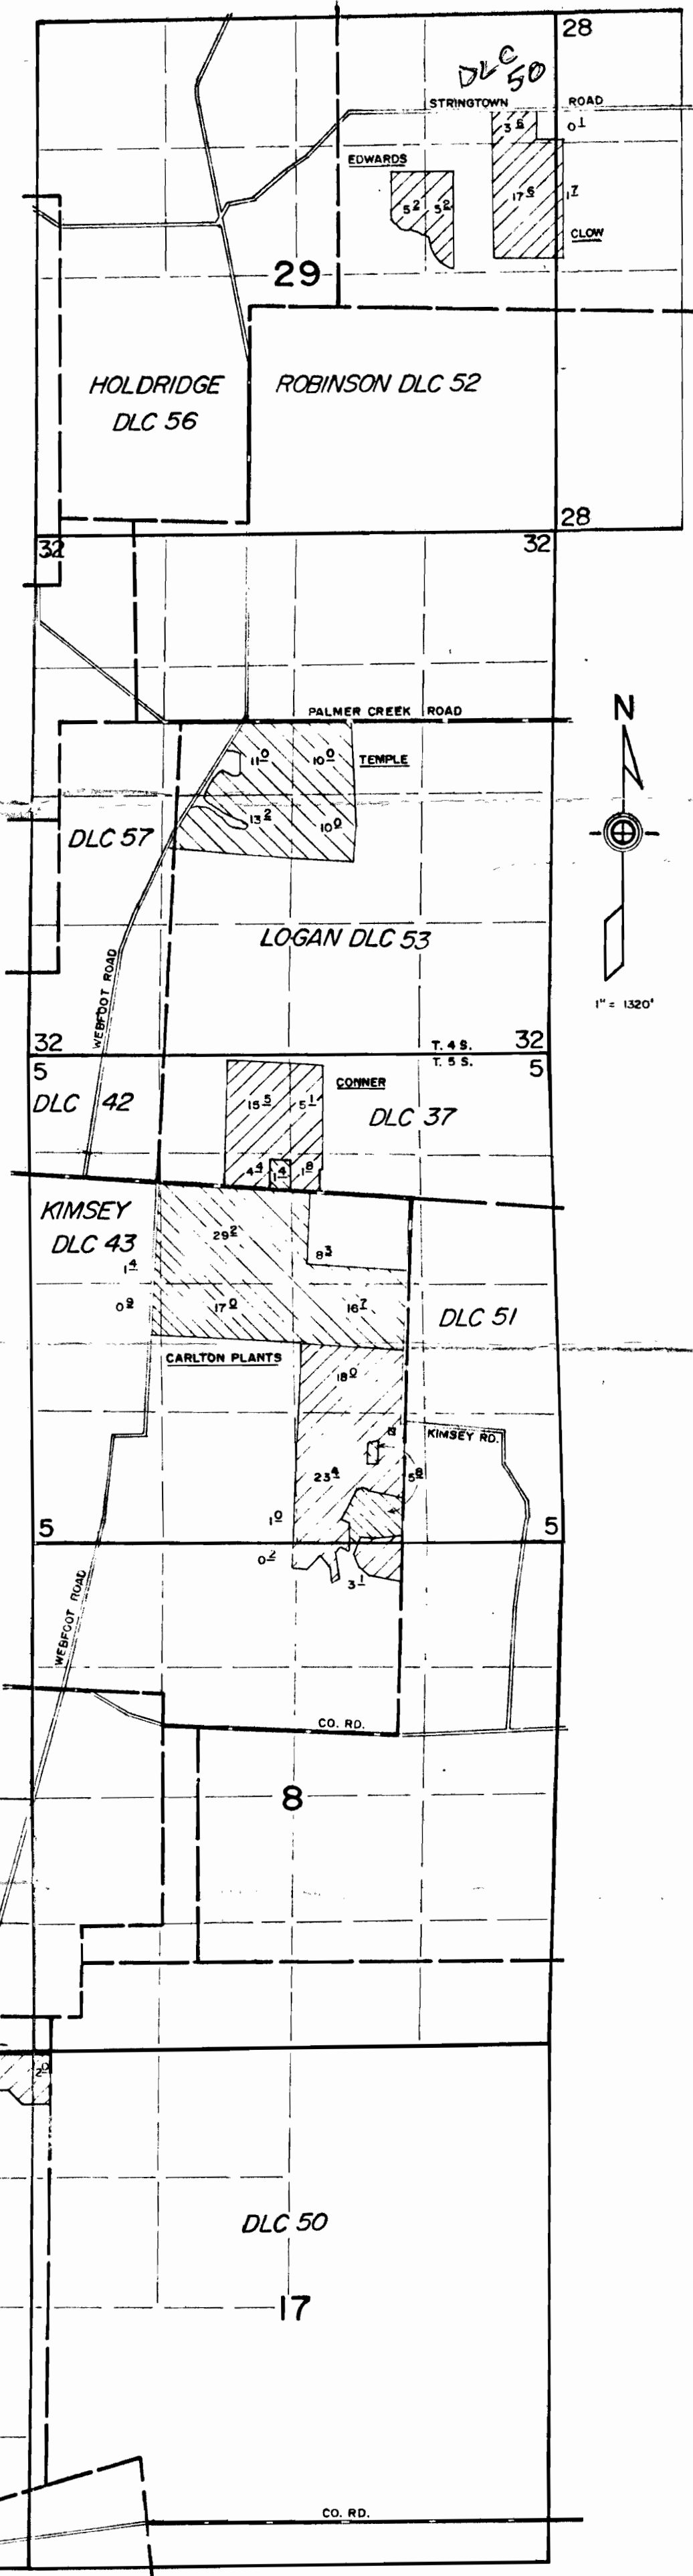 28
DLC
50
STRINGTOWN ROAD
3 6
0 1
EDWARDS
5 2 5 2
17 6
1 7
CLOW
29
HOLDRIDGE
DLC 56
ROBINSON DLC 52
28
32 32
PALMER CREEK ROAD
N
11 0 10 0
TEMPLE
13 2 10 0
DLC 57
LOGAN DLC 53
WEBFOOT ROAD
1" = 1320'
32 32
T. 4 S.
T. 5 S.
5 5
CONNER
DLC 42
15 5 5 1
DLC 37
4 4 1 4 1 8
KIMSEY
DLC 43
29 2
8 3
1 4
0 9
17 0 16 7
DLC 51
CARLTON PLANTS
18 0
KIMSEY RD.
23 4
5 8
1 0
5 5
0 2
3 1
WEBFOOT ROAD
CO. RD.
8
2 0
DLC 50
17
CO. RD.